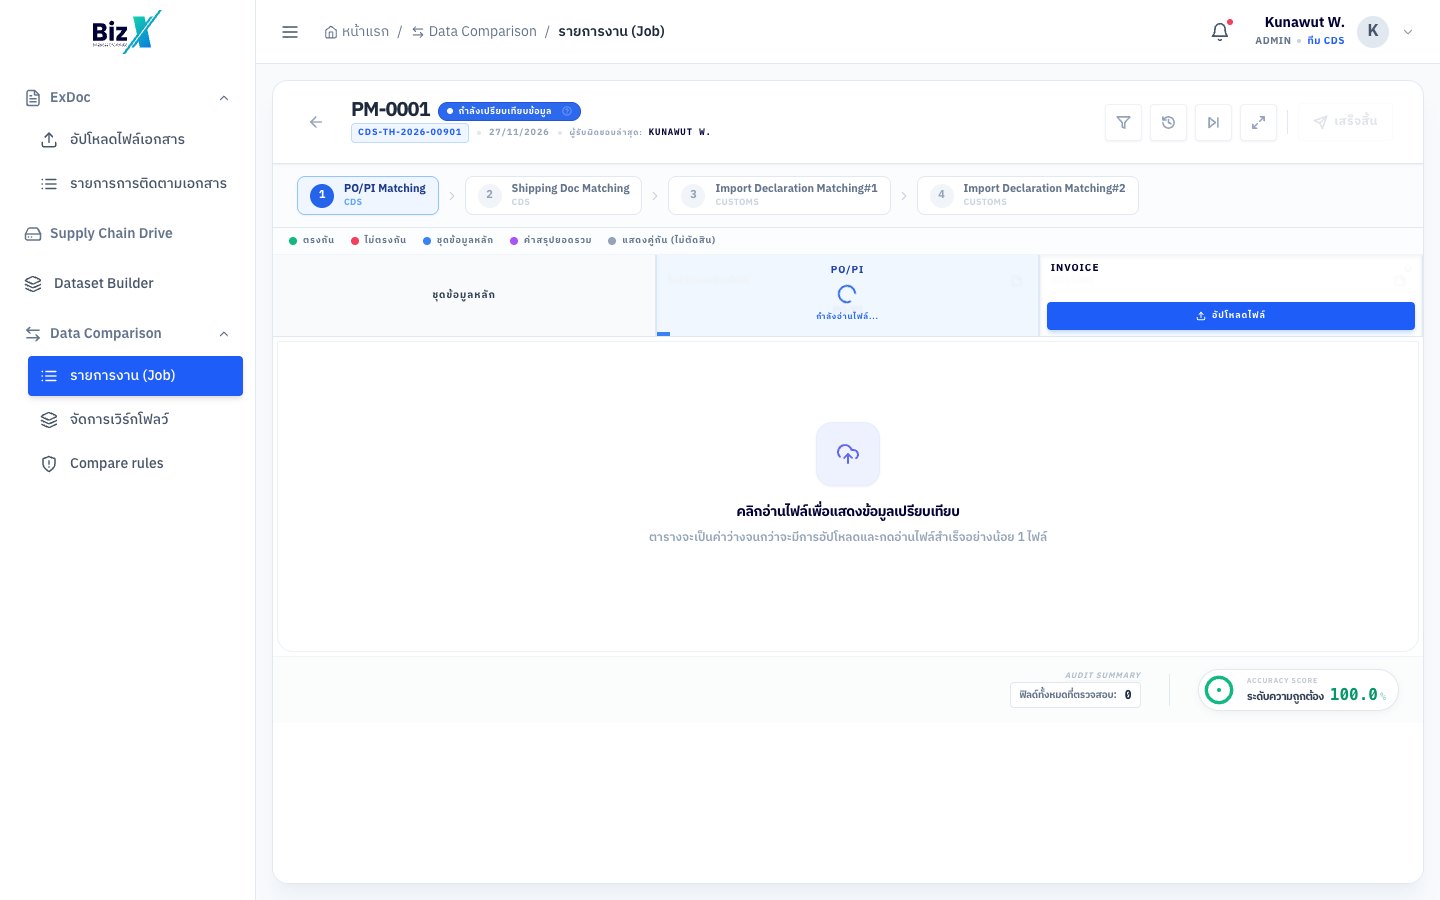 BizX
ExDoc
อัปโหลดไฟล์เอกสาร
รายการการติดตามเอกสาร
Supply Chain Drive
Dataset Builder
Data Comparison
รายการงาน (Job)
จัดการเวิร์กโฟลว์
Compare rules
หน้าแรก / Data Comparison / รายการงาน (Job)
Kunawut W.
ADMIN ทีม CDS
K
PM-0001 กำลังเปรียบเทียบข้อมูล
CDS-TH-2026-00901 27/11/2026 ผู้รับผิดชอบล่าสุด: KUNAWUT W.
เสร็จสิ้น
1 PO/PI Matching
CDS
2 Shipping Doc Matching
CDS
3 Import Declaration Matching#1
CUSTOMS
4 Import Declaration Matching#2
CUSTOMS
ตรงกัน ไม่ตรงกัน ชุดข้อมูลหลัก ค่าสรุปยอดรวม แสดงคู่กัน (ไม่ตัดสิน)
ชุดข้อมูลหลัก
PO/PI
กำลังอ่านไฟล์...
INVOICE
อัปโหลดไฟล์
คลิกอ่านไฟล์เพื่อแสดงข้อมูลเปรียบเทียบ
ตารางจะเป็นค่าว่างจนกว่าจะมีการอัปโหลดและกดอ่านไฟล์สำเร็จอย่างน้อย 1 ไฟล์
AUDIT SUMMARY
ฟิลด์ทั้งหมดที่ตรวจสอบ: 0
ACCURACY SCORE
ระดับความถูกต้อง 100.0 %